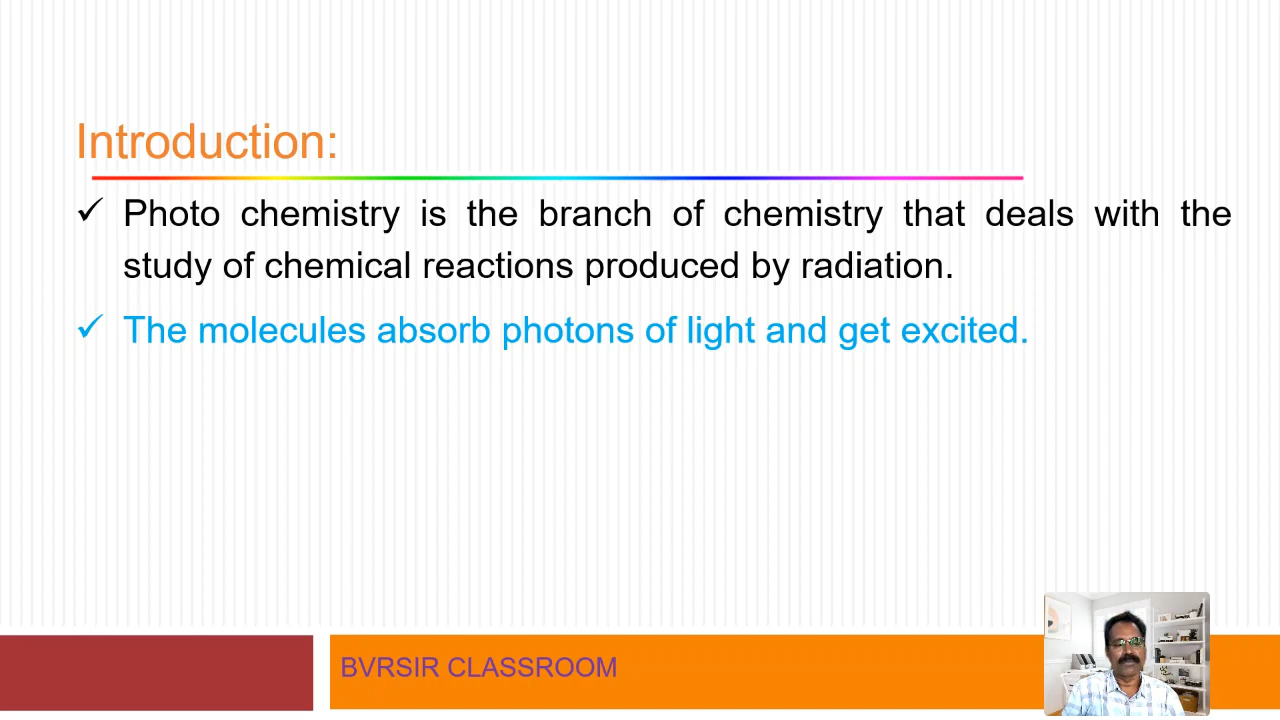 Introduction:
✓ Photo chemistry is the branch of chemistry that deals with the
study of chemical reactions produced by radiation.
✓ The molecules absorb photons of light and get excited.
BVRSIR CLASSROOM